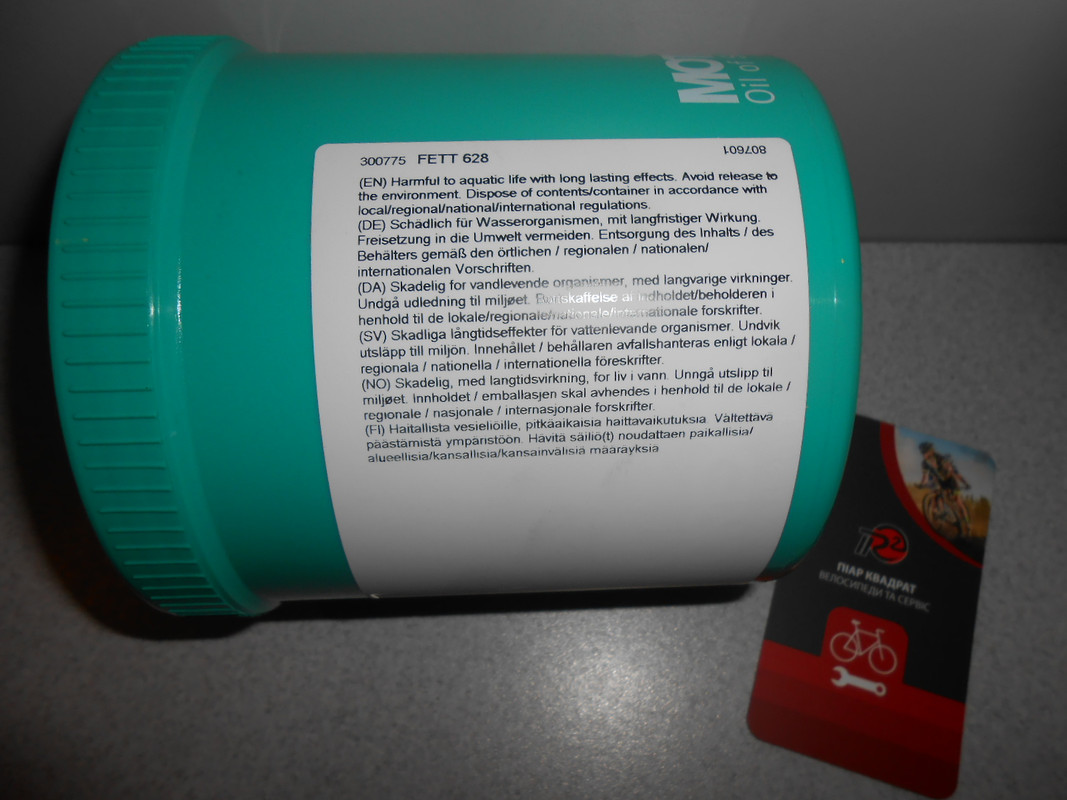 MO
Oil of
300775 FETT 628
807601
(EN) Harmful to aquatic life with long lasting effects. Avoid release to
the environment. Dispose of contents/container in accordance with
local/regional/national/international regulations.
(DE) Schädlich für Wasserorganismen, mit langfristiger Wirkung.
Freisetzung in die Umwelt vermeiden. Entsorgung des Inhalts / des
Behälters gemäß den örtlichen / regionalen / nationalen/
internationalen Vorschriften.
(DA) Skadelig for vandlevende organismer, med langvarige virkninger.
Undgå udledning til miljøet. Bortskaffelse af indholdet/beholderen i
henhold til de lokale/regionale/nationale/internationale forskrifter.
(SV) Skadliga långtidseffekter för vattenlevande organismer. Undvik
utsläpp till miljön. Innehållet / behållaren avfallshanteras enligt lokala /
regionala / nationella / internationella föreskrifter.
(NO) Skadelig, med langtidsvirkning, for liv i vann. Unngå utslipp til
miljøet. Innholdet / emballasjen skal avhendes i henhold til de lokale /
regionale / nasjonale / internasjonale forskrifter.
(FI) Haitallista vesieliöille, pitkäaikaisia haittavaikutuksia. Vältettävä
päästämistä ympäristöön. Hävitä säiliö(t) noudattaen paikallisia/
alueellisia/kansallisia/kansainvälisiä määräyksiä
ПІАР КВАДРАТ
ВЕЛОСИПЕДИ ТА СЕРВІС